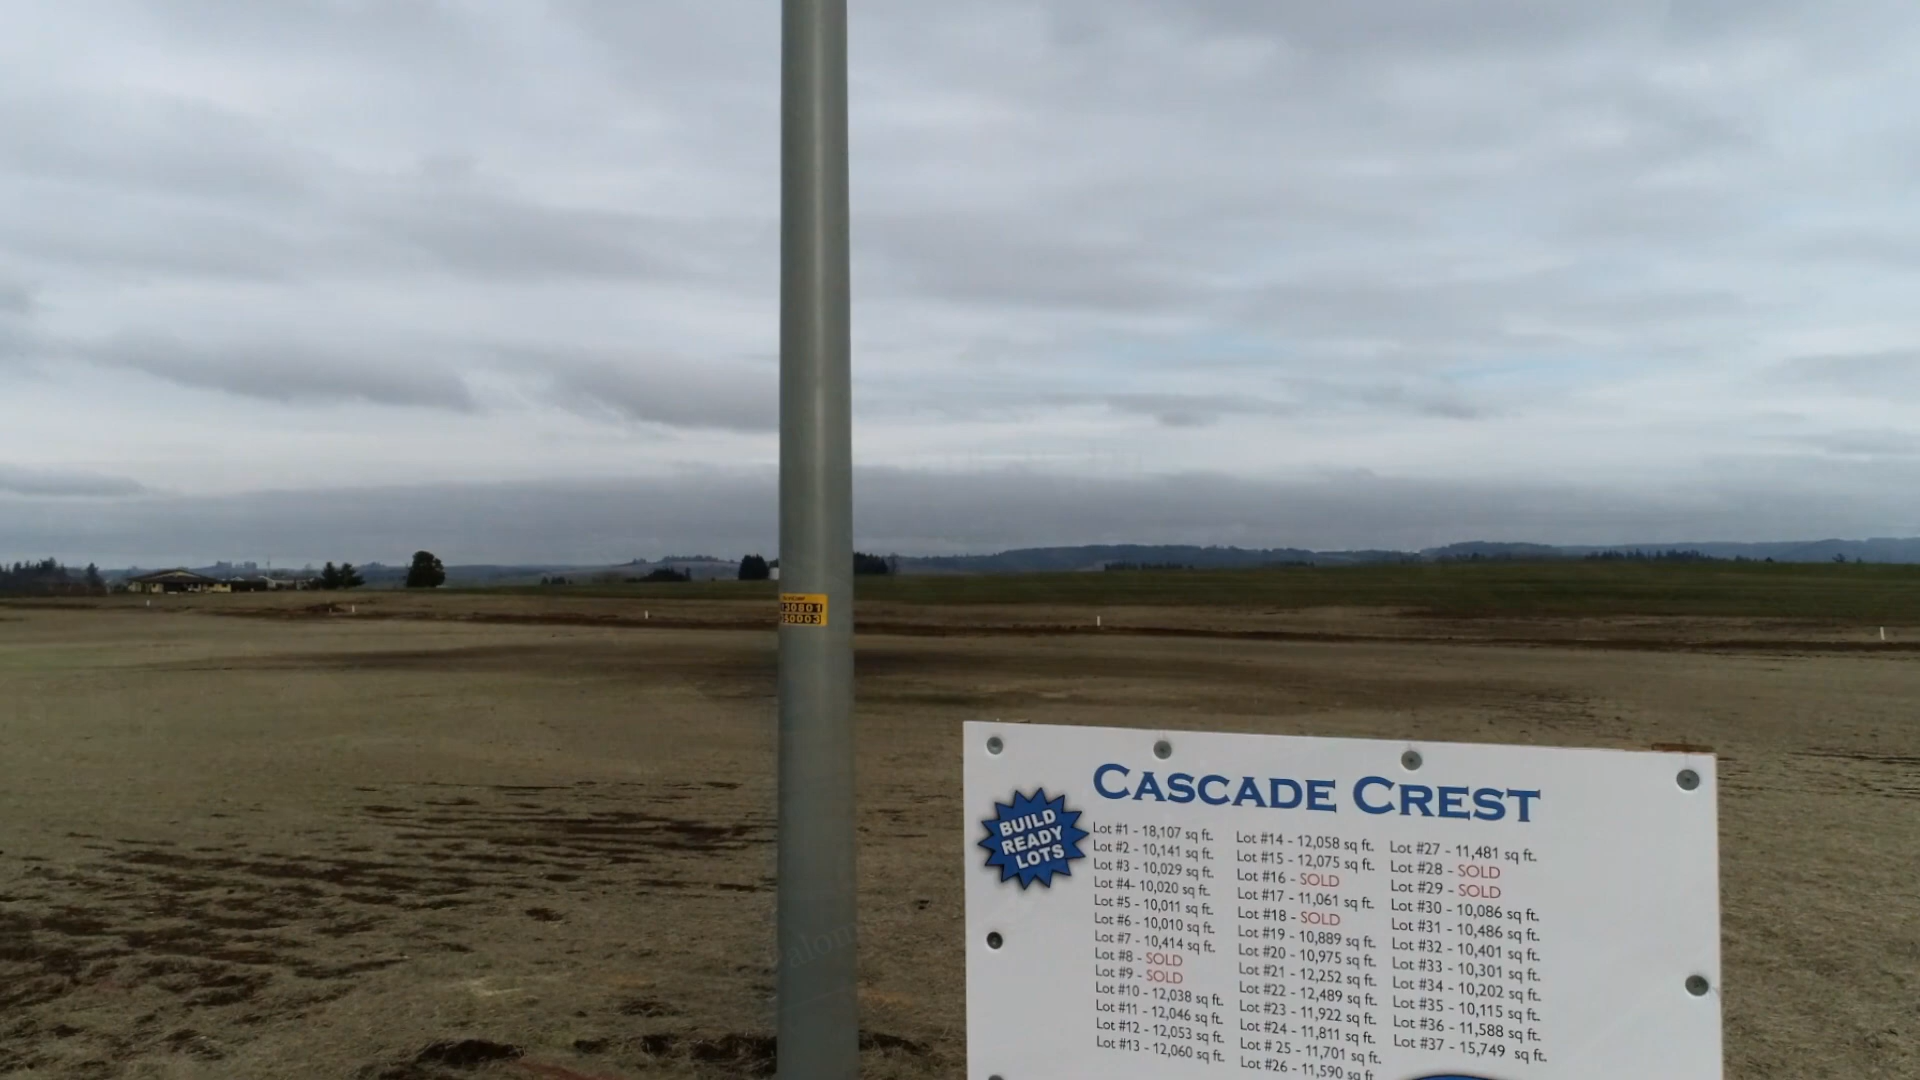 30801
50003
CASCADE CREST
BUILD
READY
LOTS
Lot #1 - 18,107 sq ft.
Lot #2 - 10,141 sq ft.
Lot #3 - 10,029 sq ft.
Lot #4- 10,020 sq ft.
Lot #5 - 10,011 sq ft.
Lot #6 - 10,010 sq ft.
Lot #7 - 10,414 sq ft.
Lot #8 - SOLD
Lot #9 - SOLD
Lot #10 - 12,038 sq ft.
Lot #11 - 12,046 sq ft.
Lot #12 - 12,053 sq ft.
Lot #13 - 12,060 sq ft.
Lot #14 - 12,058 sq ft.
Lot #15 - 12,075 sq ft.
Lot #16 - SOLD
Lot #17 - 11,061 sq ft.
Lot #18 - SOLD
Lot #19 - 10,889 sq ft.
Lot #20 - 10,975 sq ft.
Lot #21 - 12,252 sq ft.
Lot #22 - 12,489 sq ft.
Lot #23 - 11,922 sq ft.
Lot #24 - 11,811 sq ft.
Lot # 25 - 11,701 sq ft.
Lot #26 - 11,590 sq ft
Lot #27 - 11,481 sq ft.
Lot #28 - SOLD
Lot #29 - SOLD
Lot #30 - 10,086 sq ft.
Lot #31 - 10,486 sq ft.
Lot #32 - 10,401 sq ft.
Lot #33 - 10,301 sq ft.
Lot #34 - 10,202 sq ft.
Lot #35 - 10,115 sq ft.
Lot #36 - 11,588 sq ft.
Lot #37 - 15,749 sq ft.